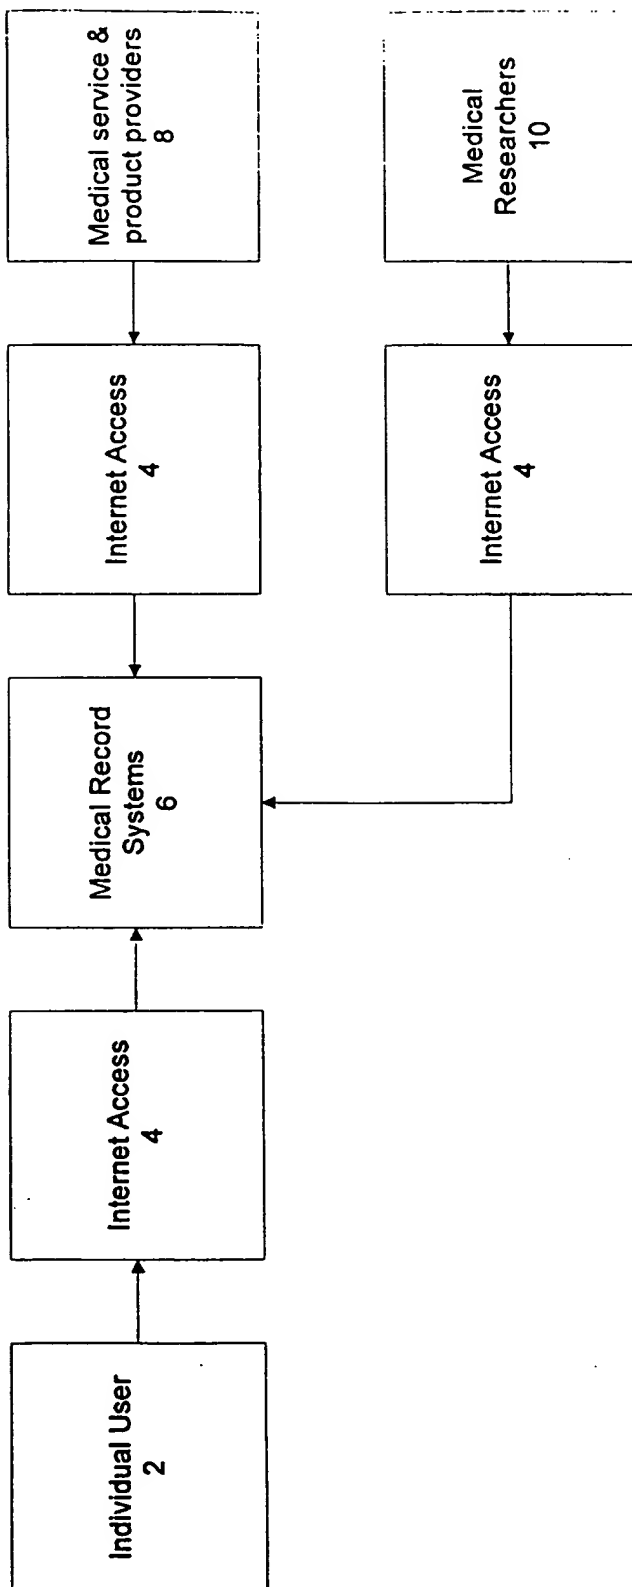 Individual User
2
Internet Access
4
Medical Record
Systems
6
Internet Access
4
Medical service &
product providers
8
Internet Access
4
Medical
Researchers
10